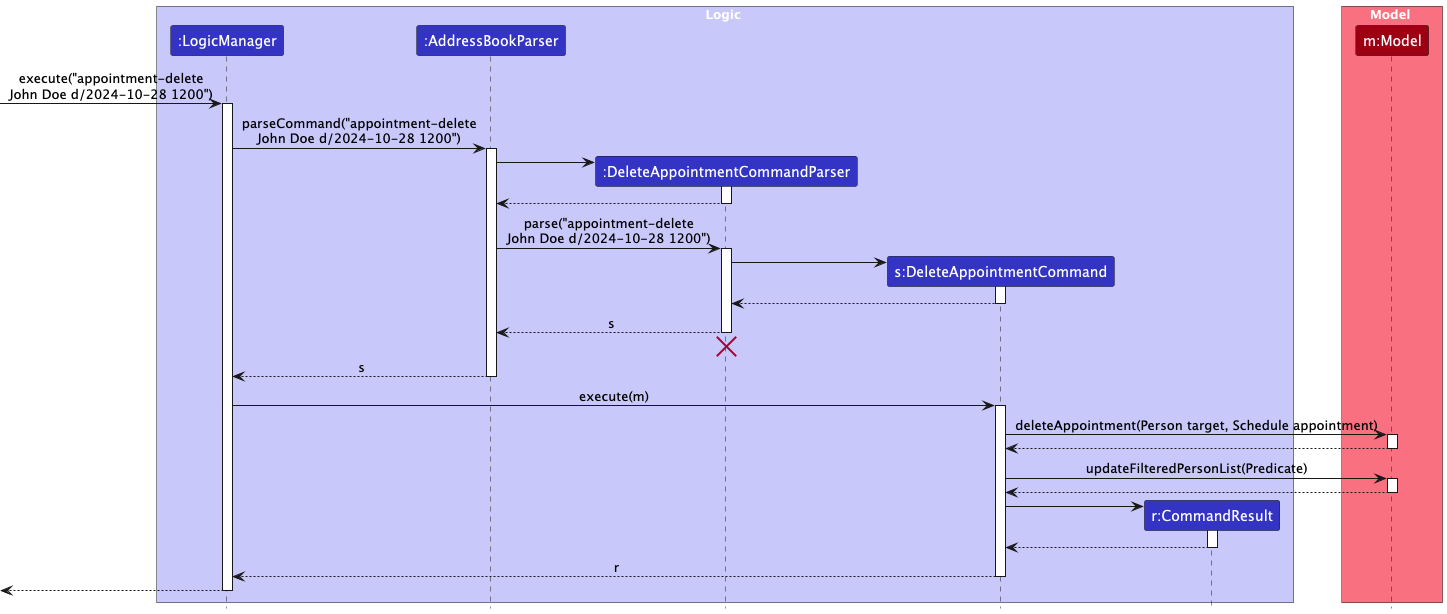 Logic
Model
:LogicManager
:AddressBookParser
m:Model
execute("appointment-delete
John Doe d/2024-10-28 1200")
parseCommand("appointment-delete
John Doe d/2024-10-28 1200")
:DeleteAppointmentCommandParser
parse("appointment-delete
John Doe d/2024-10-28 1200")
s:DeleteAppointmentCommand
s
s
execute(m)
deleteAppointment(Person target, Schedule appointment)
updateFilteredPersonList(Predicate)
r:CommandResult
r